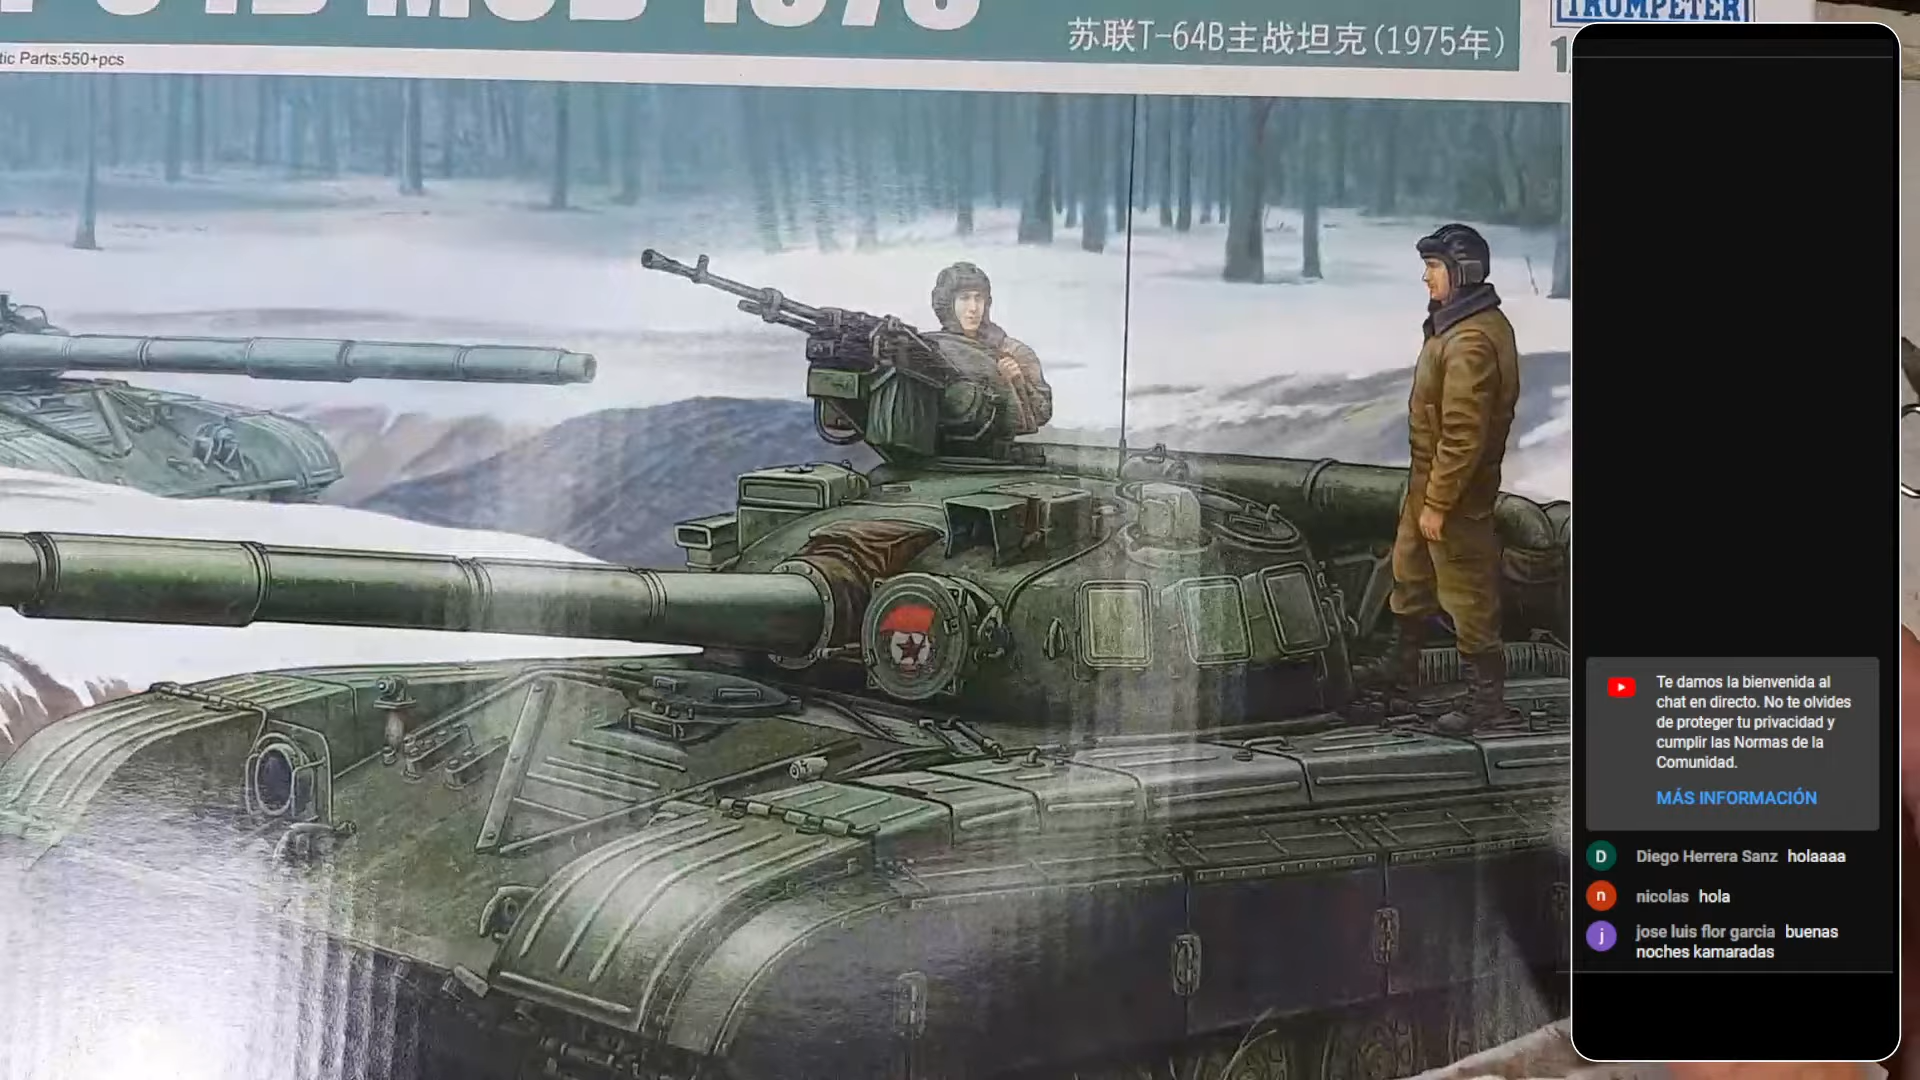 MOD 1975
TRUMPETER
苏联T-64B主战坦克(1975年)
tic Parts:550+pcs
Te damos la bienvenida al
chat en directo. No te olvides
de proteger tu privacidad y
cumplir las Normas de la
Comunidad.
MÁS INFORMACIÓN
D Diego Herrera Sanz holaaaa
n nicolas hola
j jose luis flor garcia buenas
noches kamaradas